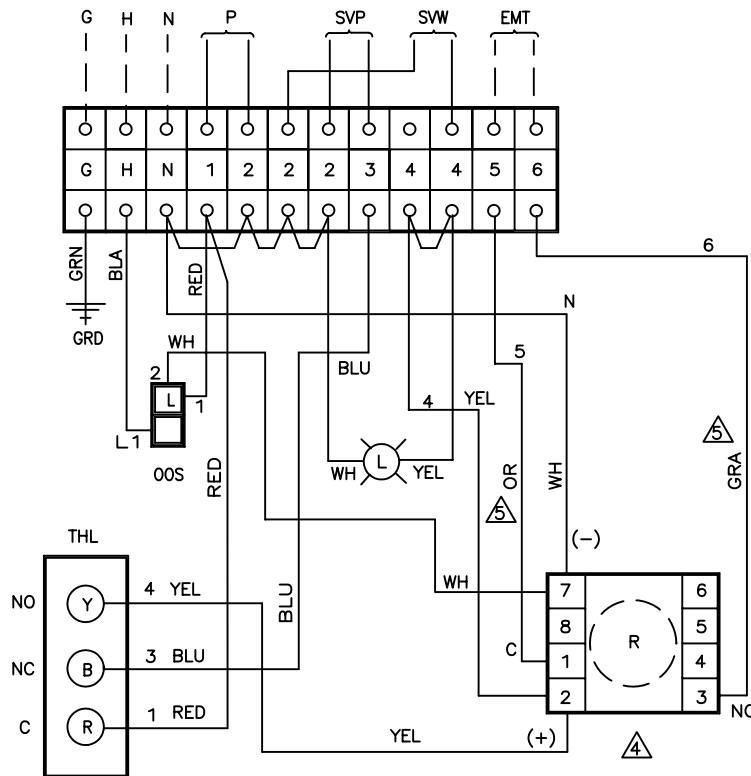 G H N P SVP SVW EMT
G H N 1 2 2 2 3 4 4 5 6
GRN
BLA
RED
6
N
GRD
WH
5
BLU
2
L
1
4 YEL
L1
OOS
RED
WH
L
YEL
OR
5
WH
5
GRA
(-)
THL
BLU
WH
7 6
NO Y 4 YEL
8 5
R
C 1 4
NC B 3 BLU
2 3
NO
C R 1 RED
YEL (+)
4